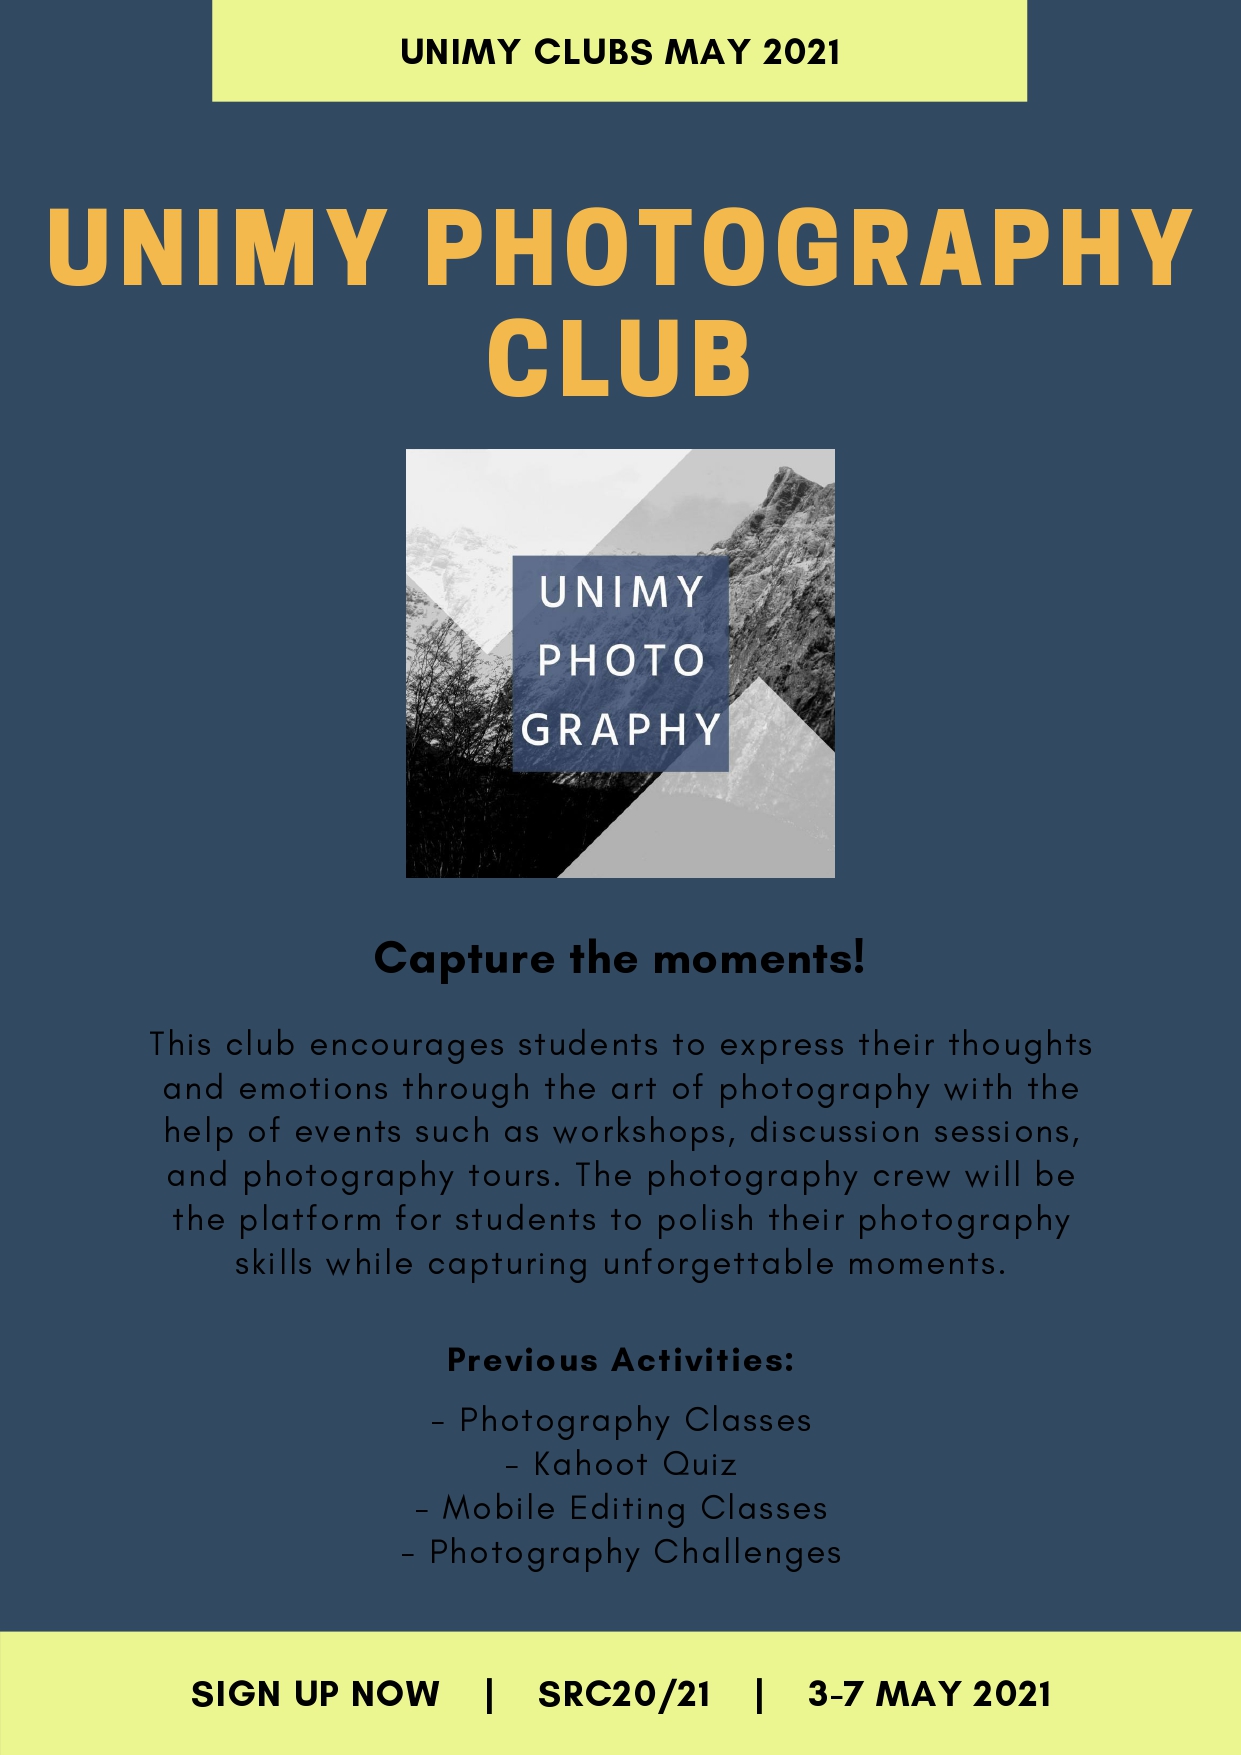 UNIMY CLUBS MAY 2021
UNIMY PHOTOGRAPHY
CLUB
UNIMY
PHOTO
GRAPHY
Capture the moments!
This club encourages students to express their thoughts
and emotions through the art of photography with the
help of events such as workshops, discussion sessions,
and photography tours. The photography crew will be
the platform for students to polish their photography
skills while capturing unforgettable moments.
Previous Activities:
- Photography Classes
- Kahoot Quiz
- Mobile Editing Classes
- Photography Challenges
SIGN UP NOW | SRC20/21 | 3-7 MAY 2021